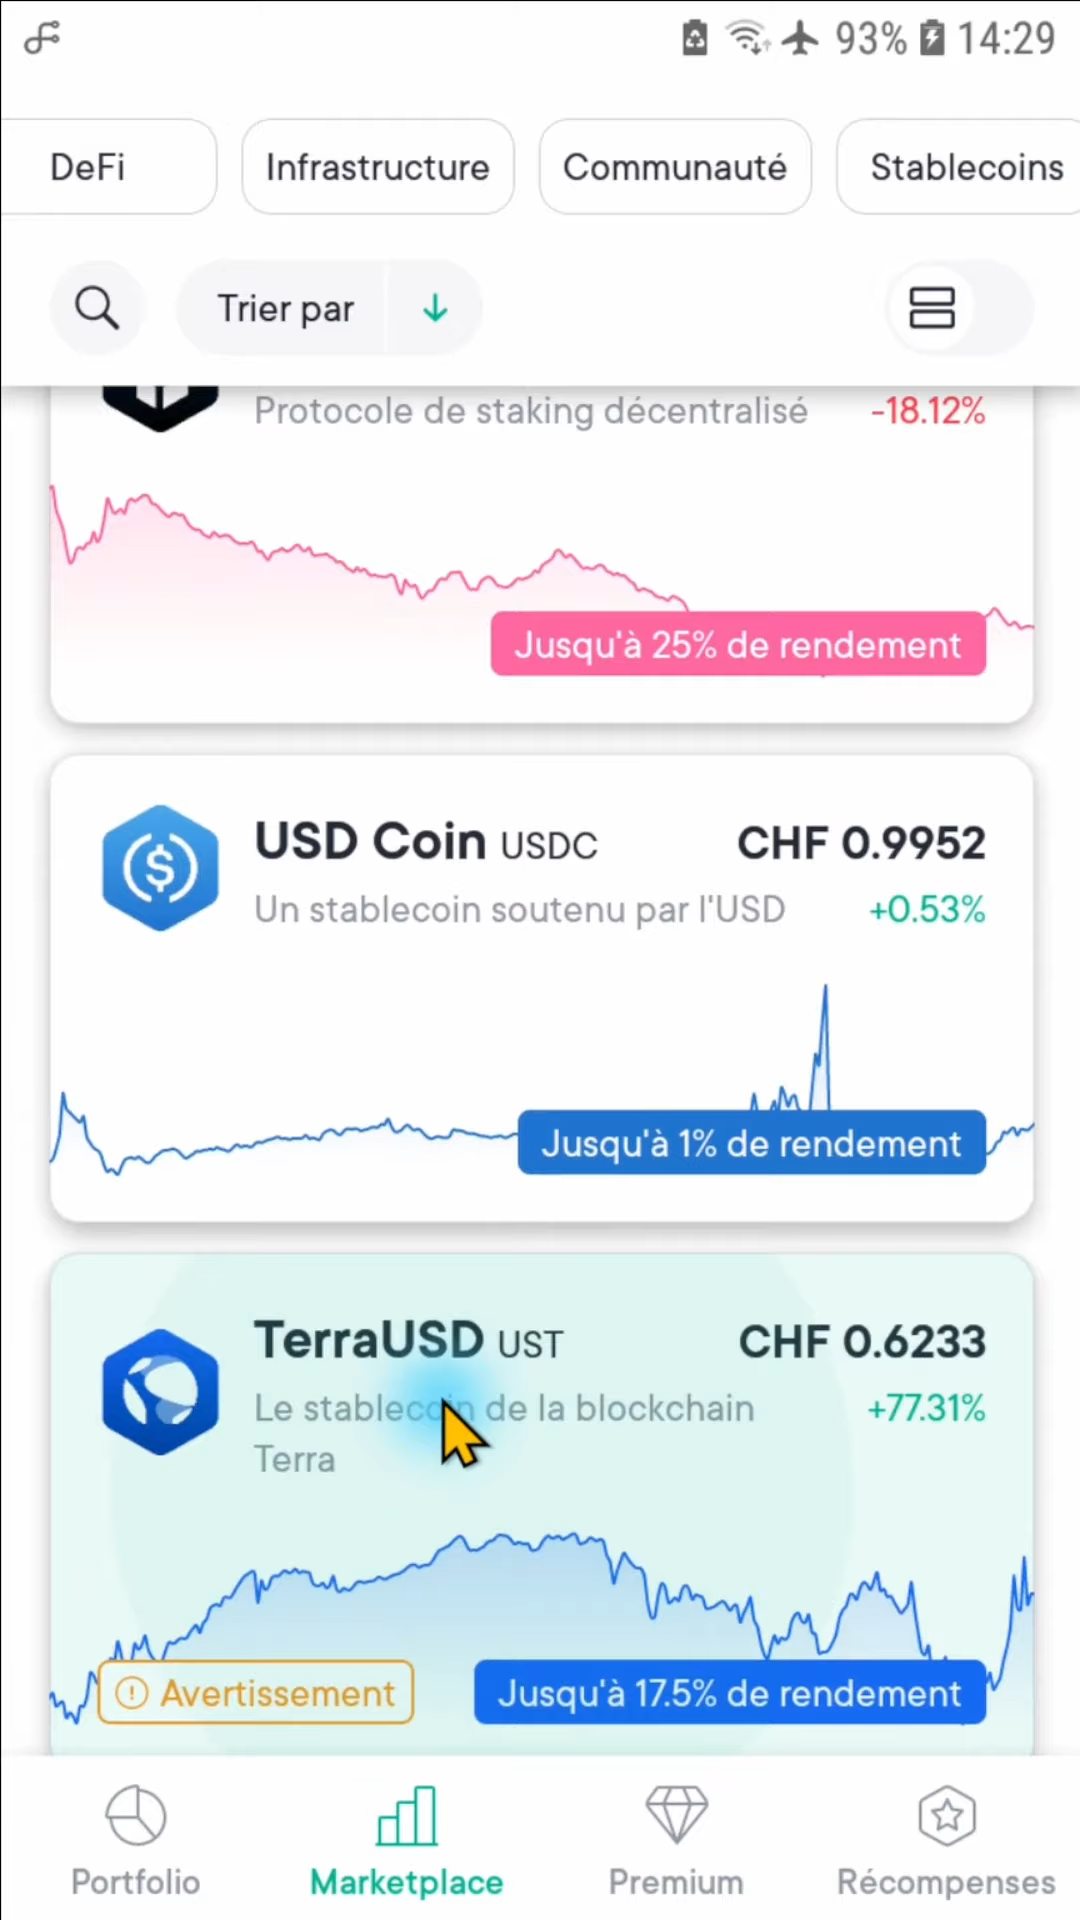 93% 14:29
DeFi Infrastructure Communauté Stablecoins
Trier par
Protocole de staking décentralisé -18.12%
Jusqu'à 25% de rendement
USD Coin USDC CHF 0.9952
Un stablecoin soutenu par l'USD +0.53%
Jusqu'à 1% de rendement
TerraUSD UST CHF 0.6233
Le stablecoin de la blockchain +77.31%
Terra
Avertissement Jusqu'à 17.5% de rendement
Portfolio Marketplace Premium Récompenses